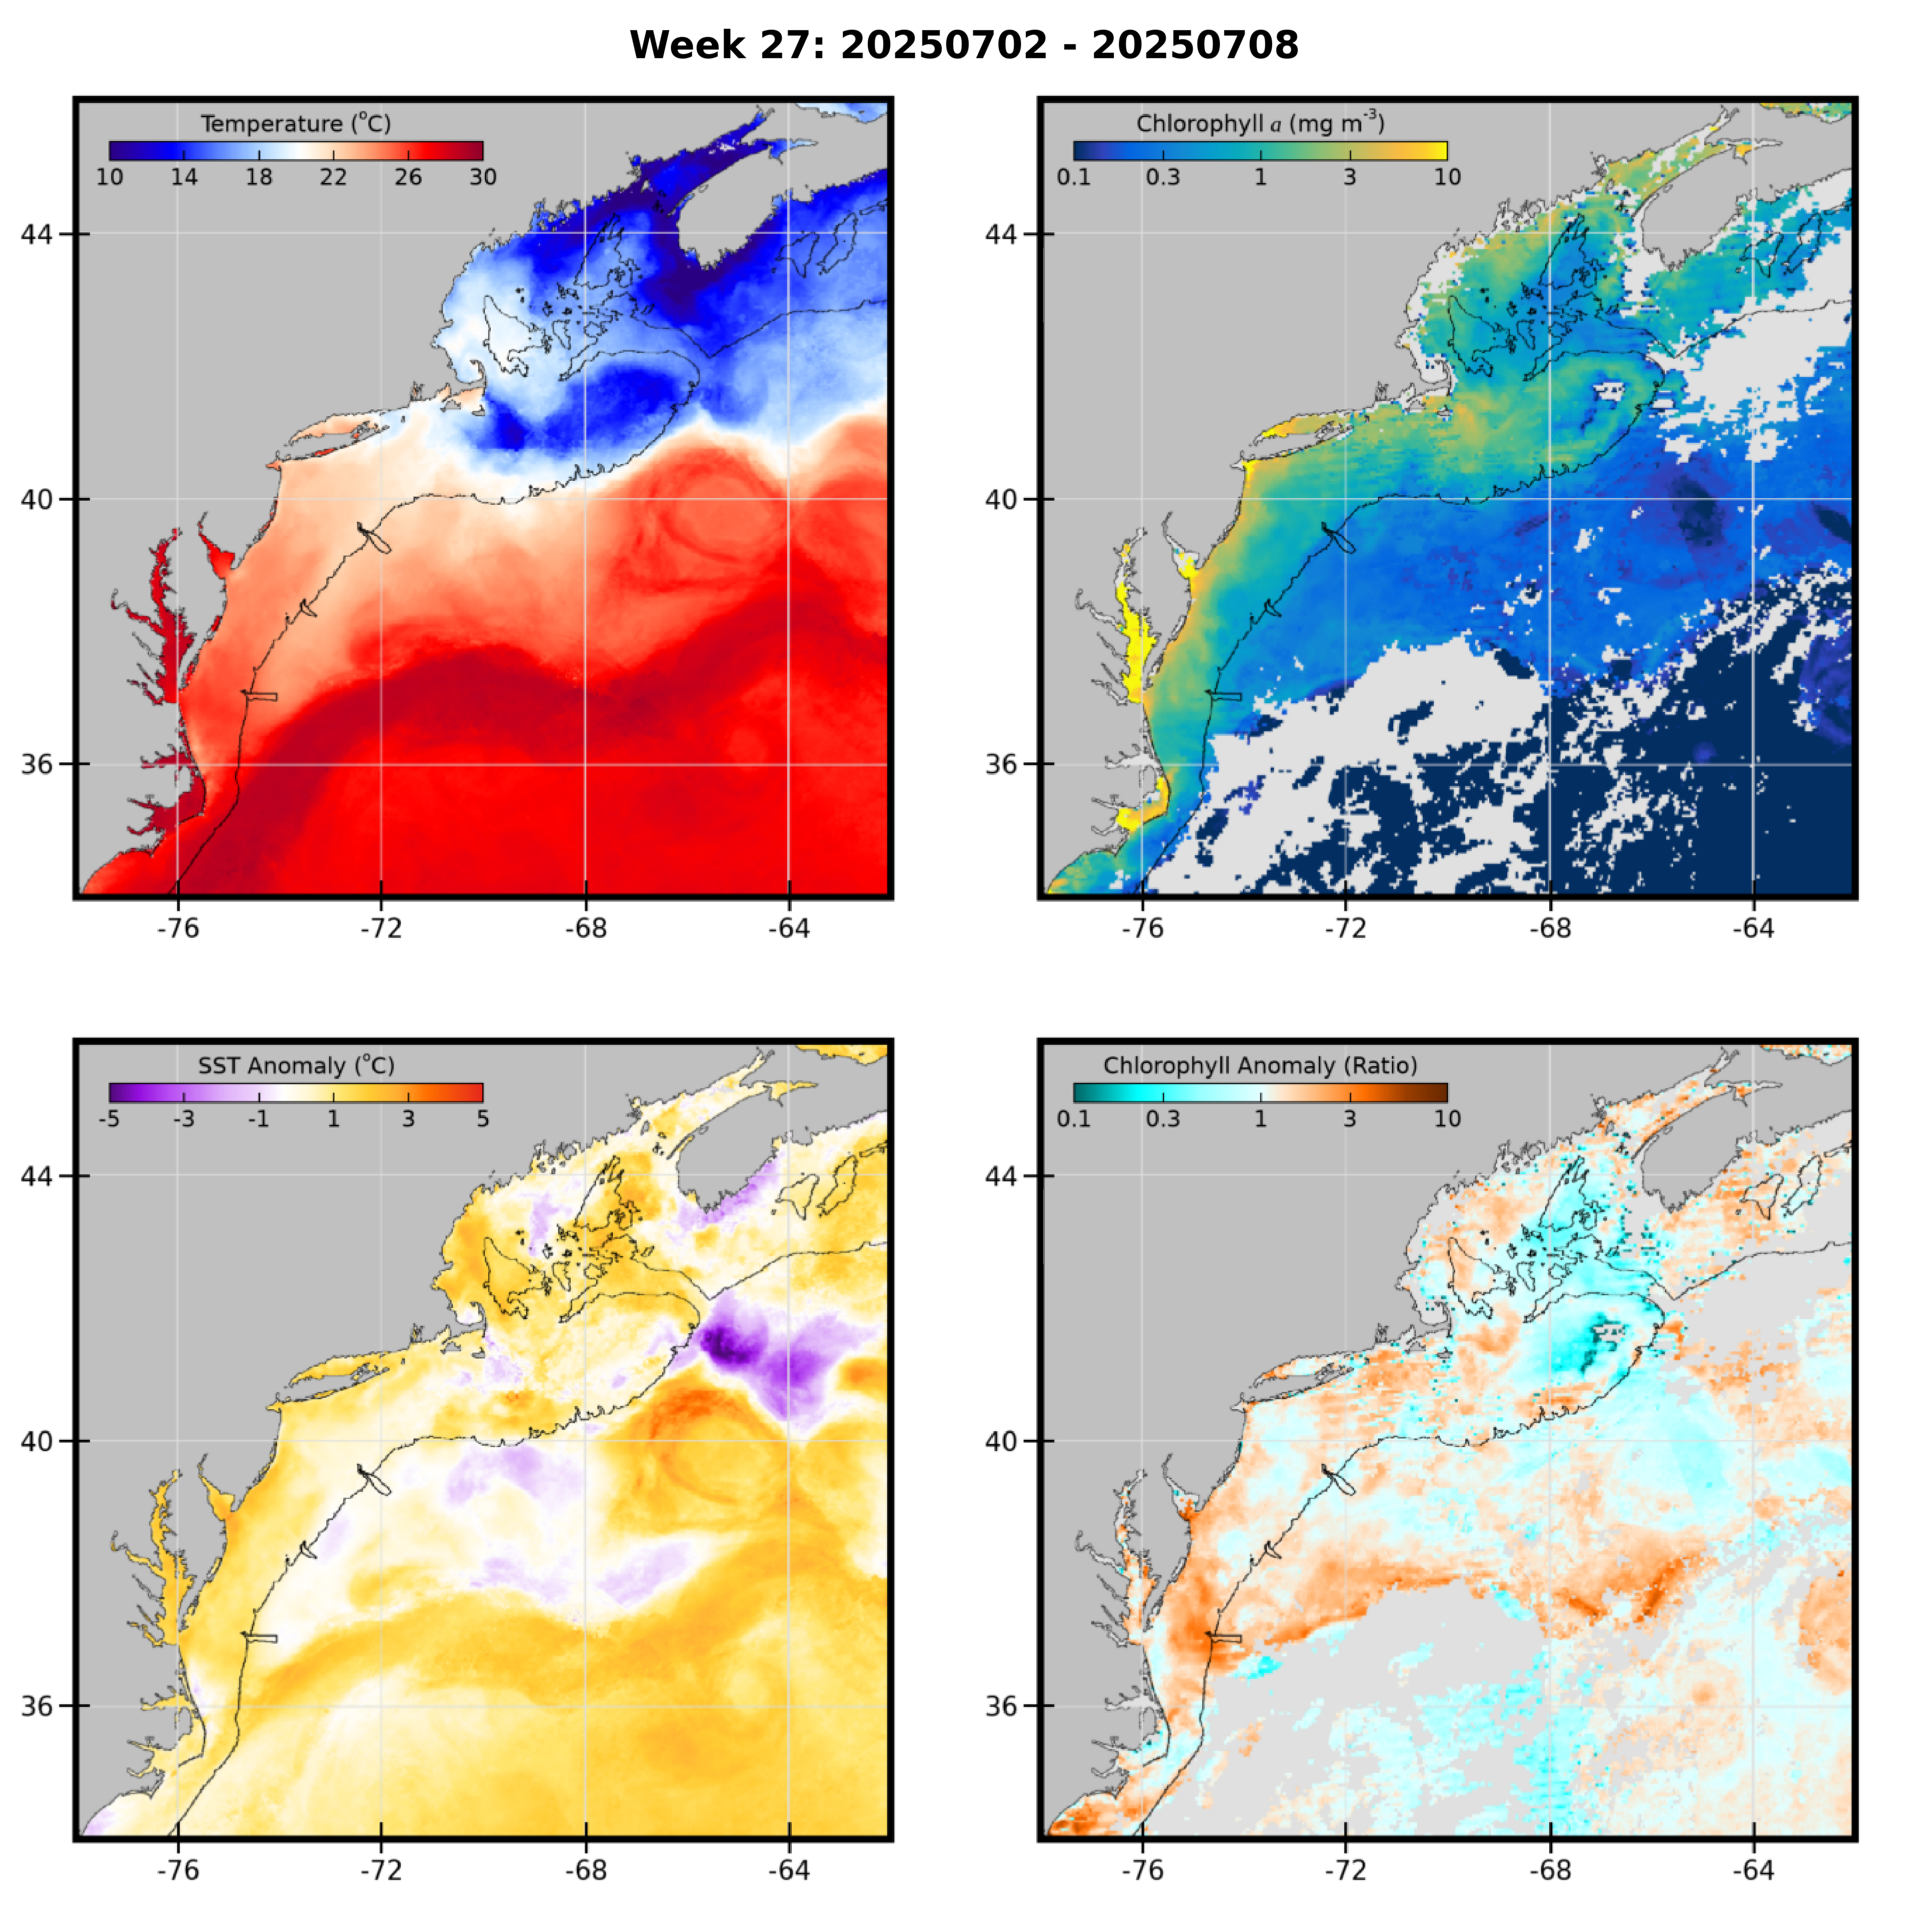 Week 27: 20250702 - 20250708
Temperature (°C)
10 14 18 22 26 30
44
40
36
-76 -72 -68 -64
Chlorophyll a (mg m⁻³)
0.1 0.3 1 3 10
44
40
36
-76 -72 -68 -64
SST Anomaly (°C)
-5 -3 -1 1 3 5
44
40
36
-76 -72 -68 -64
Chlorophyll Anomaly (Ratio)
0.1 0.3 1 3 10
44
40
36
-76 -72 -68 -64